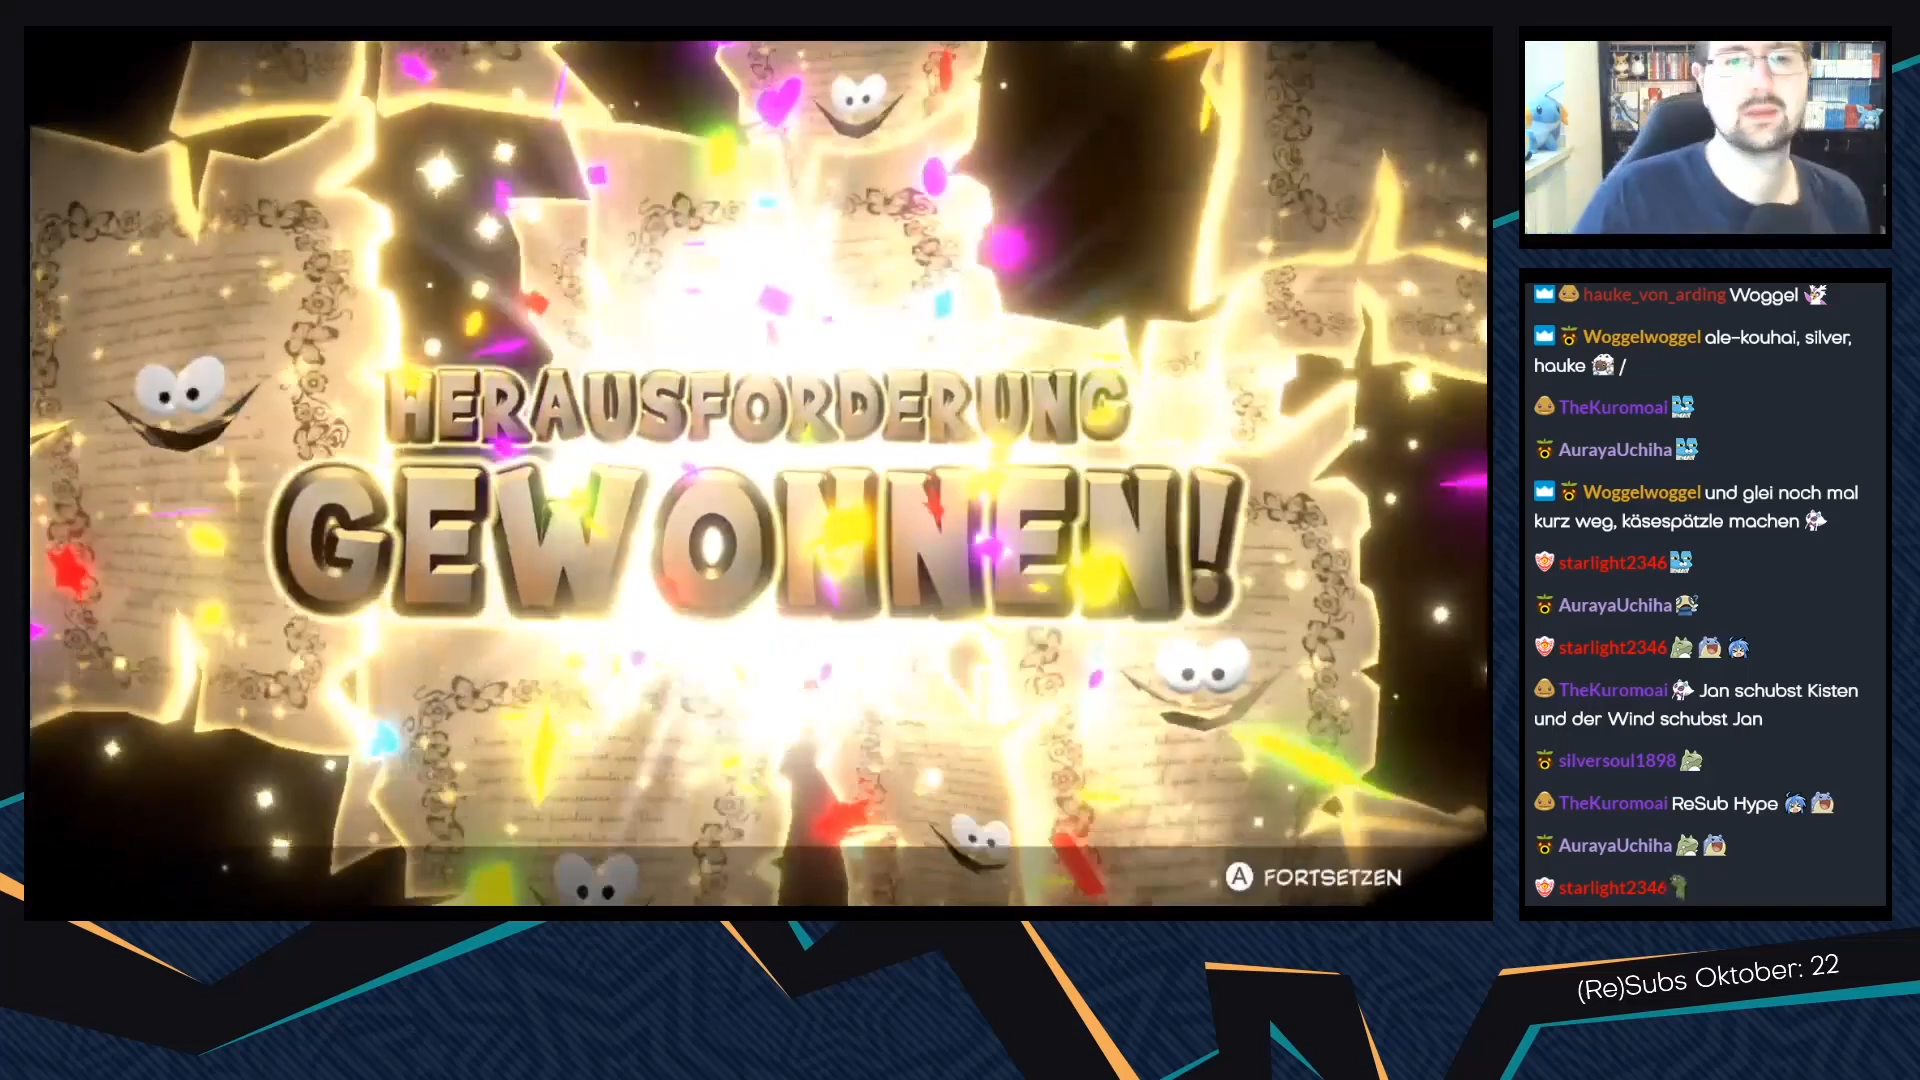 HERAUSFORDERUNG
GEWONNEN!
A FORTSETZEN
hauke_von_arding Woggel
Woggelwoggel ale-kouhai, silver,
hauke /
TheKuromoai
AurayaUchiha
Woggelwoggel und glei noch mal
kurz weg, käsespätzle machen
starlight2346
AurayaUchiha
starlight2346
TheKuromoai Jan schubst Kisten
und der Wind schubst Jan
silversoul1898
TheKuromoai ReSub Hype
AurayaUchiha
starlight2346
(Re)Subs Oktober: 22